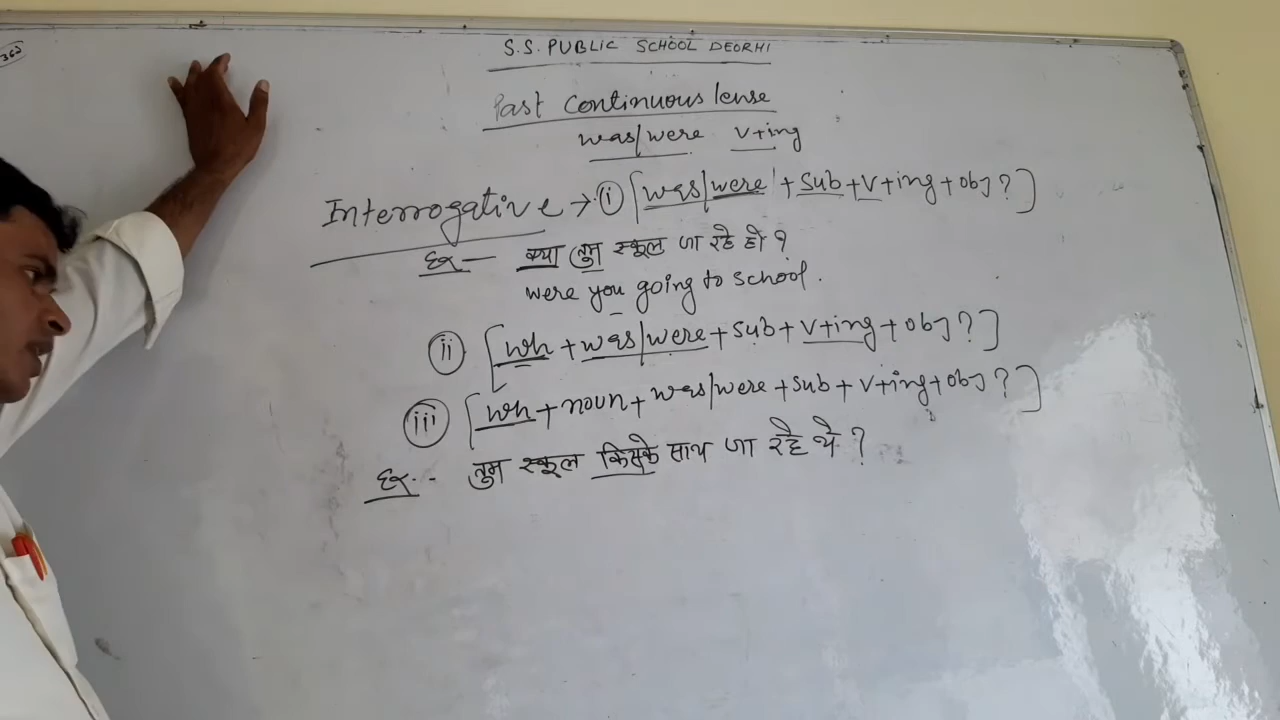 363
S.S. PUBLIC SCHOOL DEORHI
Past Continuous lense
was/were V+ing
Interrogative → (i) [was/were + Sub + V + ing + obj ?]
Ex — क्या तुम स्कूल जा रहे हो ?
were you going to school.
(ii) [wh + was/were + sub + v+ing + obj ?]
(iii) [wh + noun + was/were + sub + v+ing + obj ?]
Ex - तुम स्कूल किसके साथ जा रहे थे ?